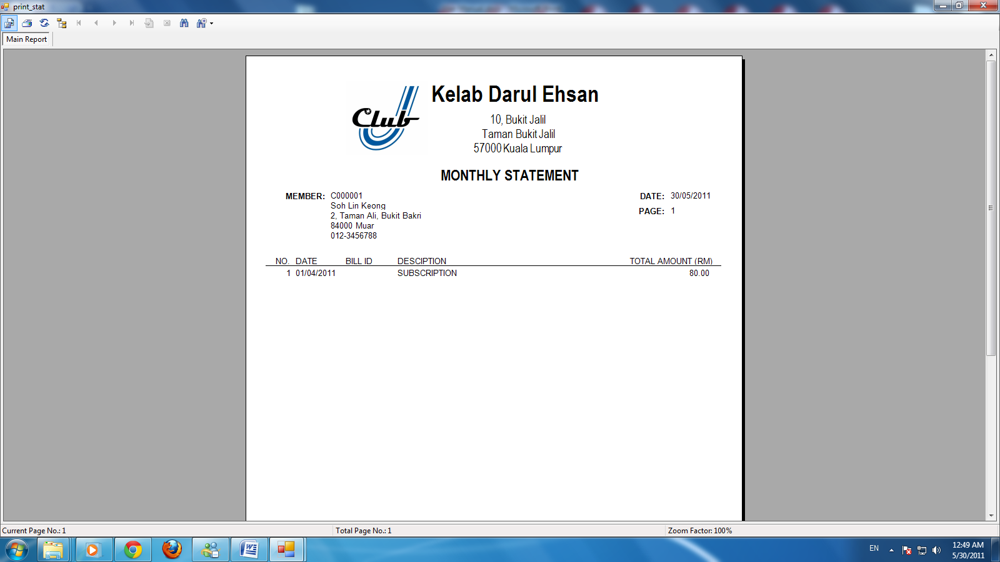 print_stat
Main Report
Club
Kelab Darul Ehsan
10, Bukit Jalil
Taman Bukit Jalil
57000 Kuala Lumpur
MONTHLY STATEMENT
MEMBER: C000001
Soh Lin Keong
2, Taman Ali, Bukit Bakri
84000 Muar
012-3456788
DATE: 30/05/2011
PAGE: 1
NO. DATE BILL ID DESCIPTION TOTAL AMOUNT (RM)
1 01/04/2011 SUBSCRIPTION 80.00
Current Page No.: 1 Total Page No.: 1 Zoom Factor: 100%
EN 12:49 AM
5/30/2011